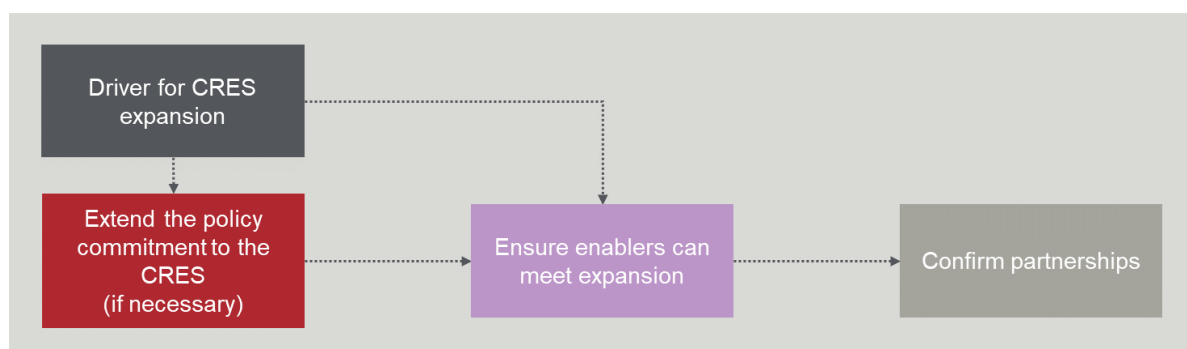 Driver for CRES
expansion
Extend the policy
commitment to the
CRES
(if necessary)
Ensure enablers can
meet expansion
Confirm partnerships